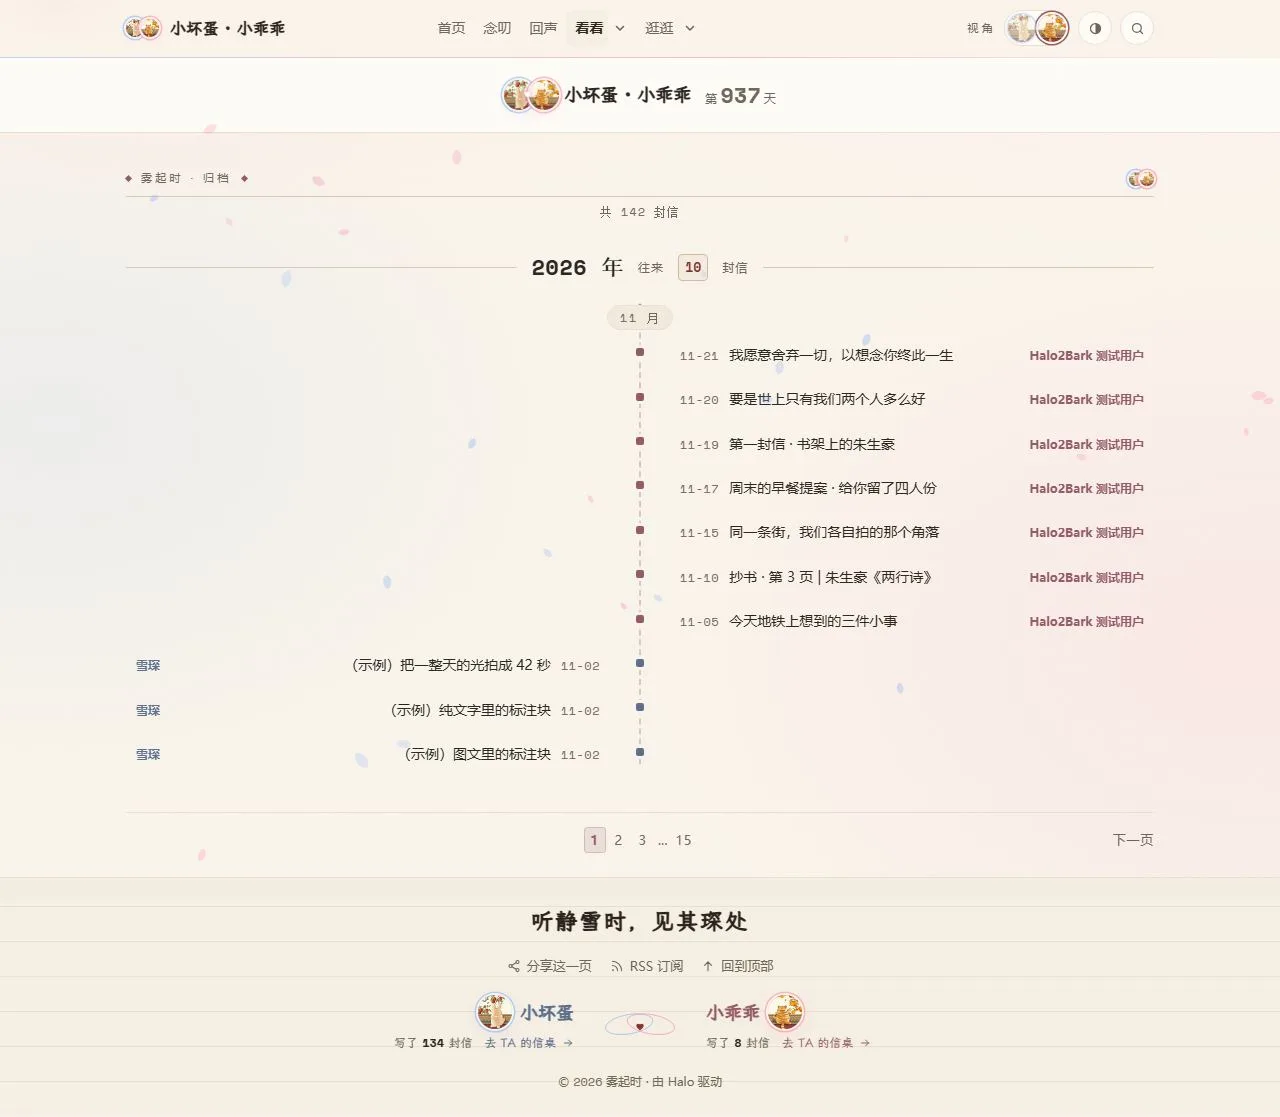 小坏蛋・小乖乖 首页 念叨 回声 看看 逛逛 视角
小坏蛋・小乖乖 第 937 天
雾起时 · 归档
共 142 封信
2026 年 往来 10 封信
11 月
11-21 我愿意舍弃一切，以想念你终此一生 Halo2Bark 测试用户
11-20 要是世上只有我们两个人多么好 Halo2Bark 测试用户
11-19 第一封信 · 书架上的朱生豪 Halo2Bark 测试用户
11-17 周末的早餐提案 · 给你留了四人份 Halo2Bark 测试用户
11-15 同一条街，我们各自拍的那个角落 Halo2Bark 测试用户
11-10 抄书 · 第 3 页 | 朱生豪《两行诗》 Halo2Bark 测试用户
11-05 今天地铁上想到的三件小事 Halo2Bark 测试用户
雪琛 （示例）把一整天的光拍成 42 秒 11-02
雪琛 （示例）纯文字里的标注块 11-02
雪琛 （示例）图文里的标注块 11-02
1 2 3 ... 15 下一页
听静雪时，见其琛处
分享这一页 RSS 订阅 回到顶部
小坏蛋 小乖乖
写了 134 封信 去 TA 的信桌 → 写了 8 封信 去 TA 的信桌 →
© 2026 雾起时 · 由 Halo 驱动